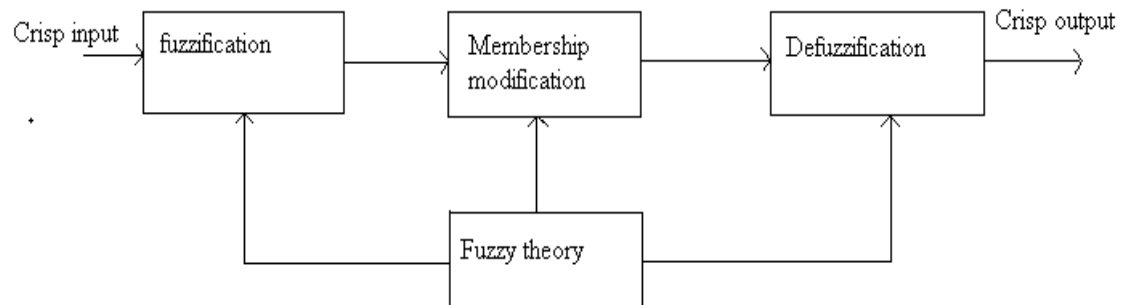 Crisp input
fuzzification
Membership
modification
Defuzzification
Crisp output
Fuzzy theory